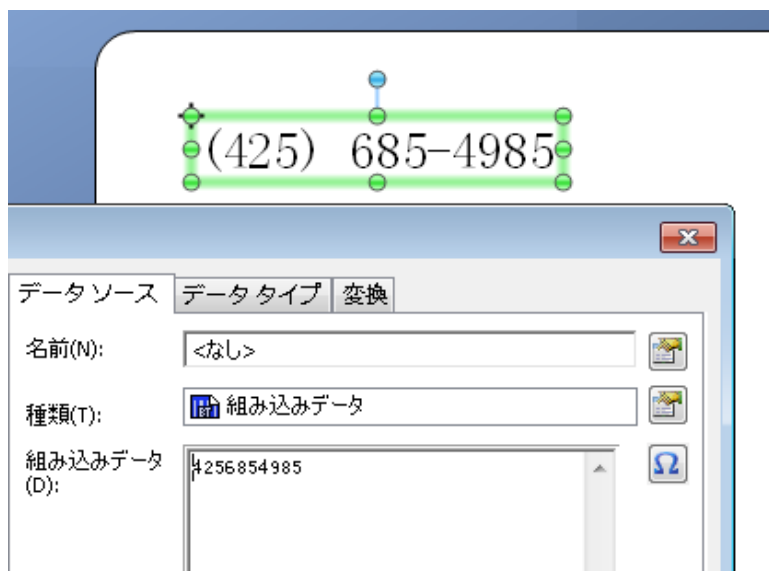 (425) 685-4985
データ ソース データ タイプ 変換
名前(N): <なし>
種類(T): 組み込みデータ
組み込みデータ 4256854985
(D):